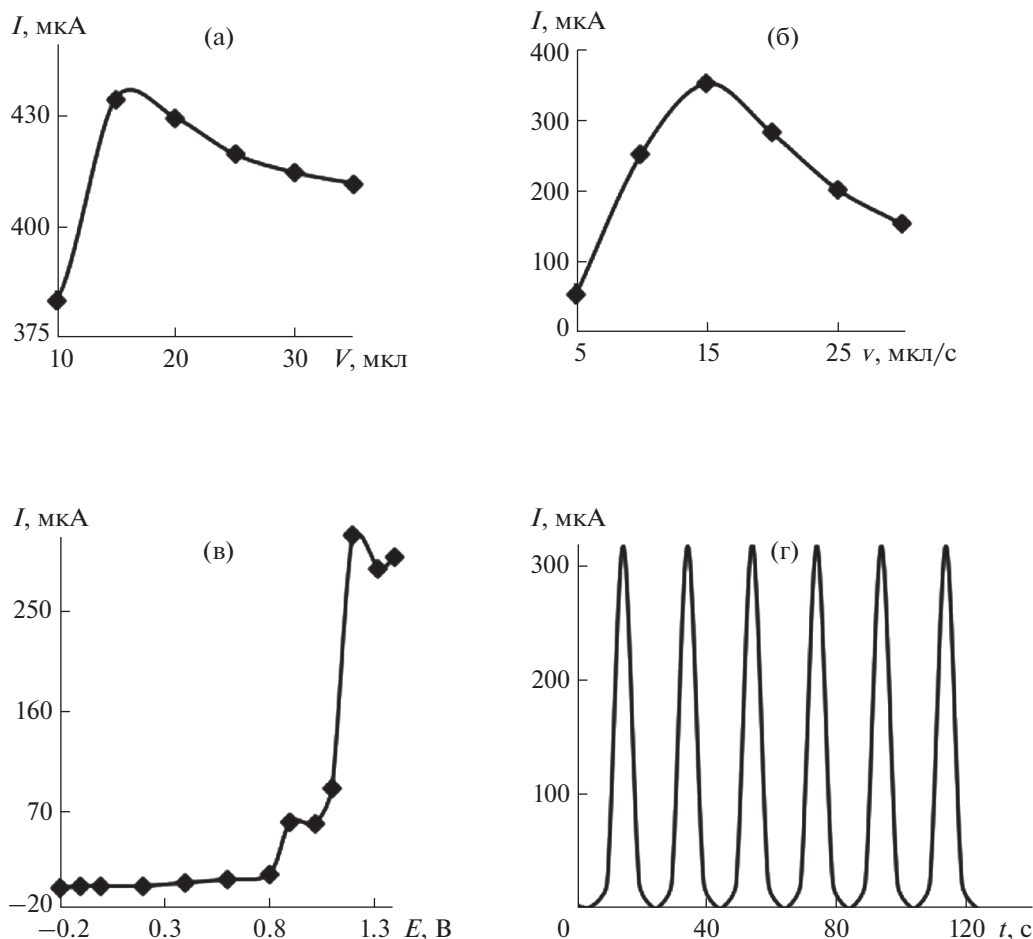 I, мкА
(а)
430
400
375
10 20 30 V, мкл
I, мкА
(б)
400
300
200
100
0
5 15 25 v, мкл/с
I, мкА
(в)
250
160
70
−20
−0.2 0.3 0.8 1.3 E, В
I, мкА
(г)
300
200
100
0 40 80 120 t, с